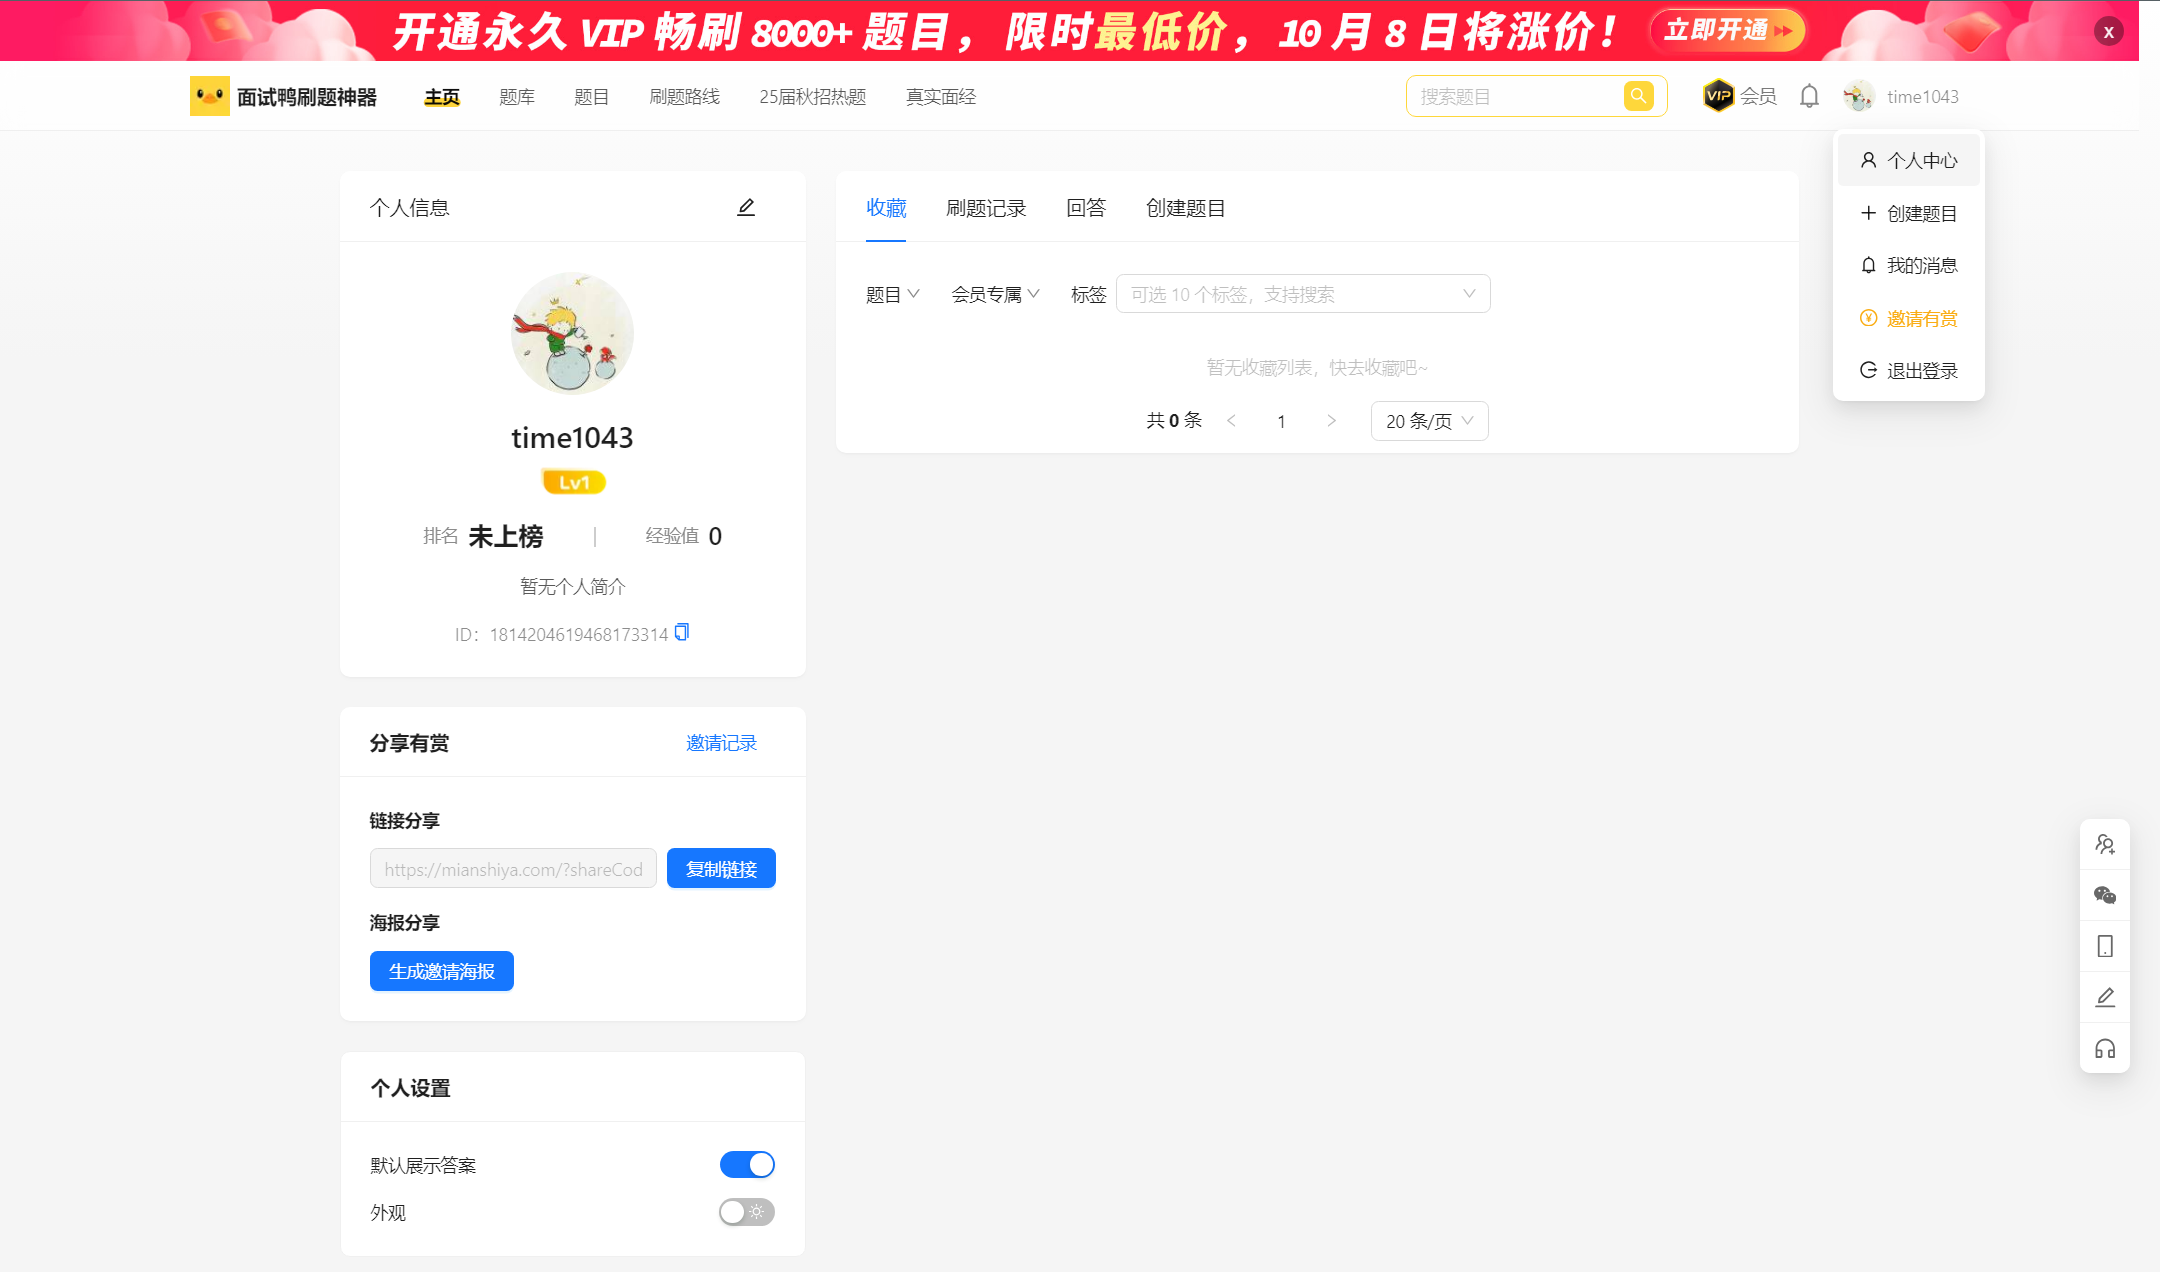 开通永久 VIP 畅刷 8000+ 题目，限时最低价，10 月 8 日将涨价！ 立即开通 x
面试鸭刷题神器 主页 题库 题目 刷题路线 25届秋招热题 真实面经 搜索题目 VIP 会员 time1043
个人中心
创建题目
我的消息
邀请有赏
退出登录
个人信息
time1043
Lv1
排名 未上榜 | 经验值 0
暂无个人简介
ID：1814204619468173314
收藏 刷题记录 回答 创建题目
题目 会员专属 标签 可选 10 个标签，支持搜索
暂无收藏列表，快去收藏吧~
共 0 条 < 1 > 20 条/页
分享有赏 邀请记录
链接分享
https://mianshiya.com/?shareCod 复制链接
海报分享
生成邀请海报
个人设置
默认展示答案
外观